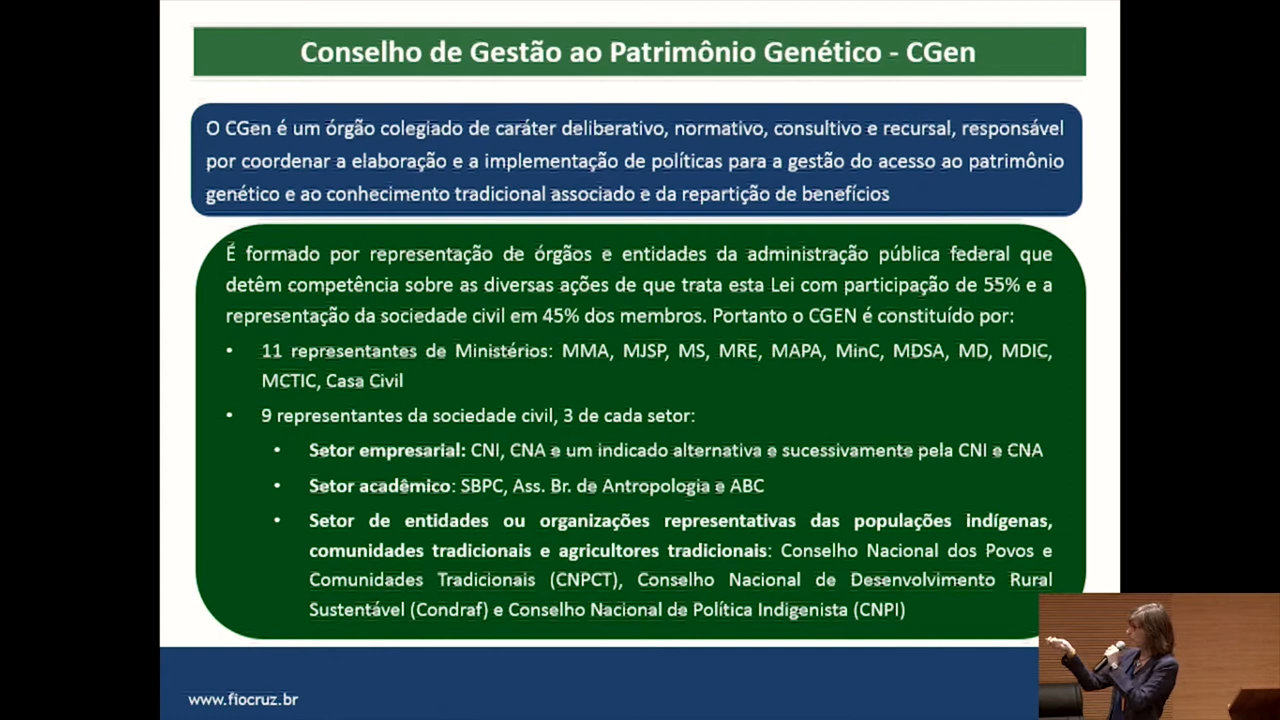 Conselho de Gestão ao Patrimônio Genético - CGen
O CGen é um órgão colegiado de caráter deliberativo, normativo, consultivo e recursal, responsável
por coordenar a elaboração e a implementação de políticas para a gestão do acesso ao patrimônio
genético e ao conhecimento tradicional associado e da repartição de benefícios
É formado por representação de órgãos e entidades da administração pública federal que
detêm competência sobre as diversas ações de que trata esta Lei com participação de 55% e a
representação da sociedade civil em 45% dos membros. Portanto o CGEN é constituído por:
• 11 representantes de Ministérios: MMA, MJSP, MS, MRE, MAPA, MinC, MDSA, MD, MDIC,
MCTIC, Casa Civil
• 9 representantes da sociedade civil, 3 de cada setor:
• Setor empresarial: CNI, CNA e um indicado alternativa e sucessivamente pela CNI e CNA
• Setor acadêmico: SBPC, Ass. Br. de Antropologia e ABC
• Setor de entidades ou organizações representativas das populações indígenas,
comunidades tradicionais e agricultores tradicionais: Conselho Nacional dos Povos e
Comunidades Tradicionais (CNPCT), Conselho Nacional de Desenvolvimento Rural
Sustentável (Condraf) e Conselho Nacional de Política Indigenista (CNPI)
www.fiocruz.br